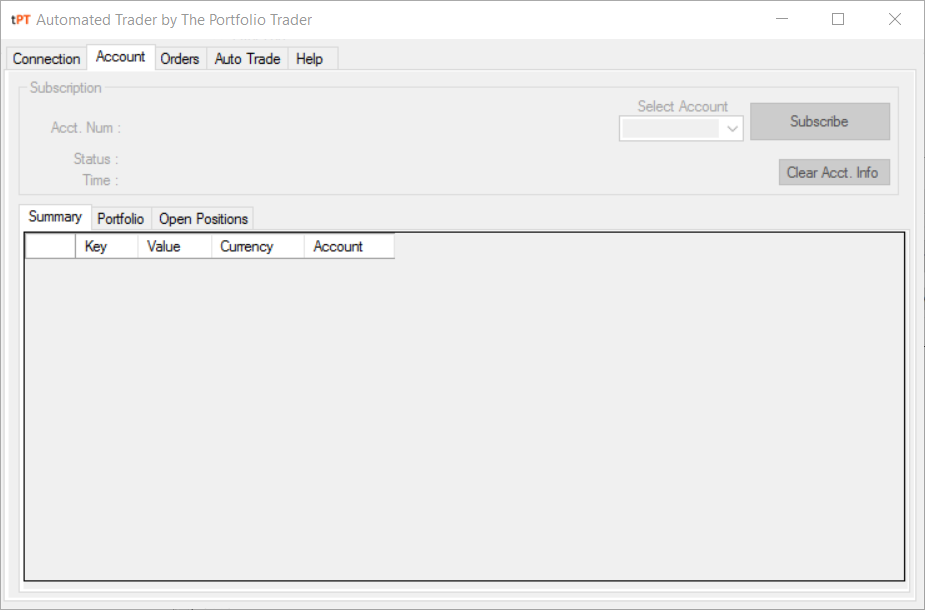 tPT Automated Trader by The Portfolio Trader
Connection Account Orders Auto Trade Help
Subscription
Select Account
Acct. Num :
Subscribe
Status :
Time :
Clear Acct. Info
Summary Portfolio Open Positions
Key Value Currency Account